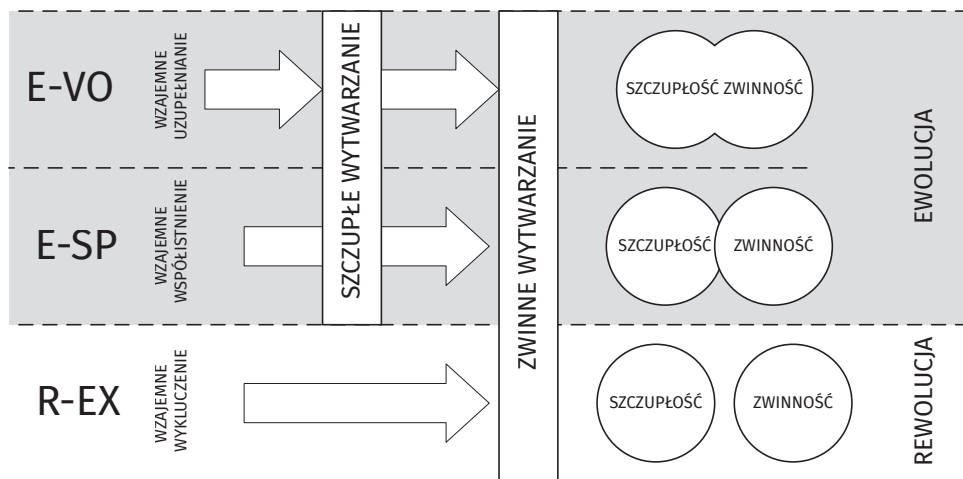 E-VO
WZAJEMNE
UZUPEŁNIANIE
SZCZUPŁE WYTWARZANIE
ZWINNE WYTWARZANIE
SZCZUPŁOŚĆ ZWINNOŚĆ
EWOLUCJA
E-SP
WZAJEMNE
WSPÓŁISTNIENIE
SZCZUPŁOŚĆ
ZWINNOŚĆ
R-EX
WZAJEMNE
WYKLUCZENIE
SZCZUPŁOŚĆ
ZWINNOŚĆ
REWOLUCJA